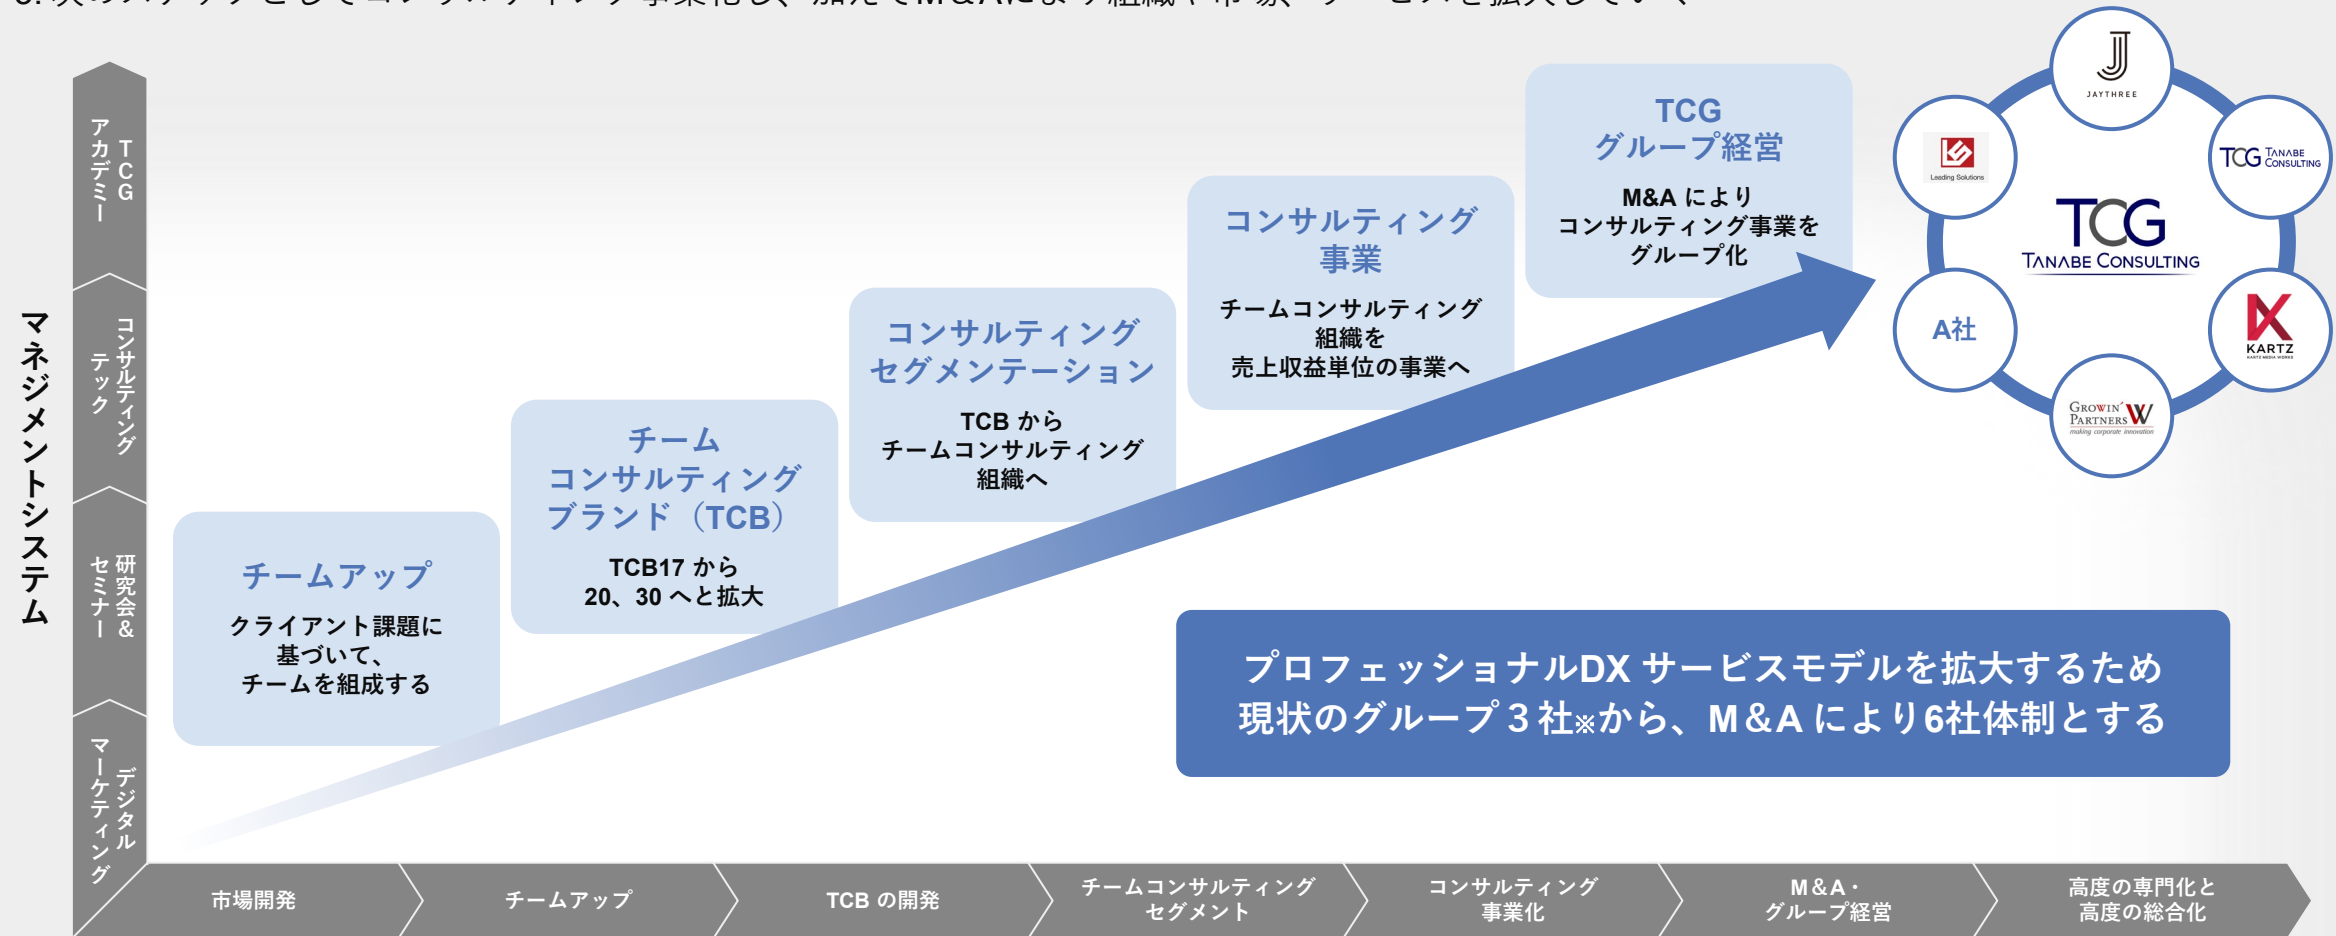 マネジメントシステム
TCG
アカデミー
コンサルティング
テック
研究会&
セミナー
デジタル
マーケティング
チームアップ
クライアント課題に
基づいて、
チームを組成する
チーム
コンサルティング
ブランド（TCB）
TCB17 から
20、30 へと拡大
コンサルティング
セグメンテーション
TCB から
チームコンサルティング
組織へ
コンサルティング
事業
チームコンサルティング
組織を
売上収益単位の事業へ
TCG
グループ経営
M&A により
コンサルティング事業を
グループ化
JAYTHREE
TCG TANABE
CONSULTING
KARTZ
KARTZ MEDIA WORKS
GROWIN' PARTNERS
making corporate innovation
A社
Leading Solutions
TCG
TANABE CONSULTING
プロフェッショナルDX サービスモデルを拡大するため
現状のグループ３社※から、M＆A により6社体制とする
市場開発
チームアップ
TCB の開発
チームコンサルティング
セグメント
コンサルティング
事業化
M＆A・
グループ経営
高度の専門化と
高度の総合化